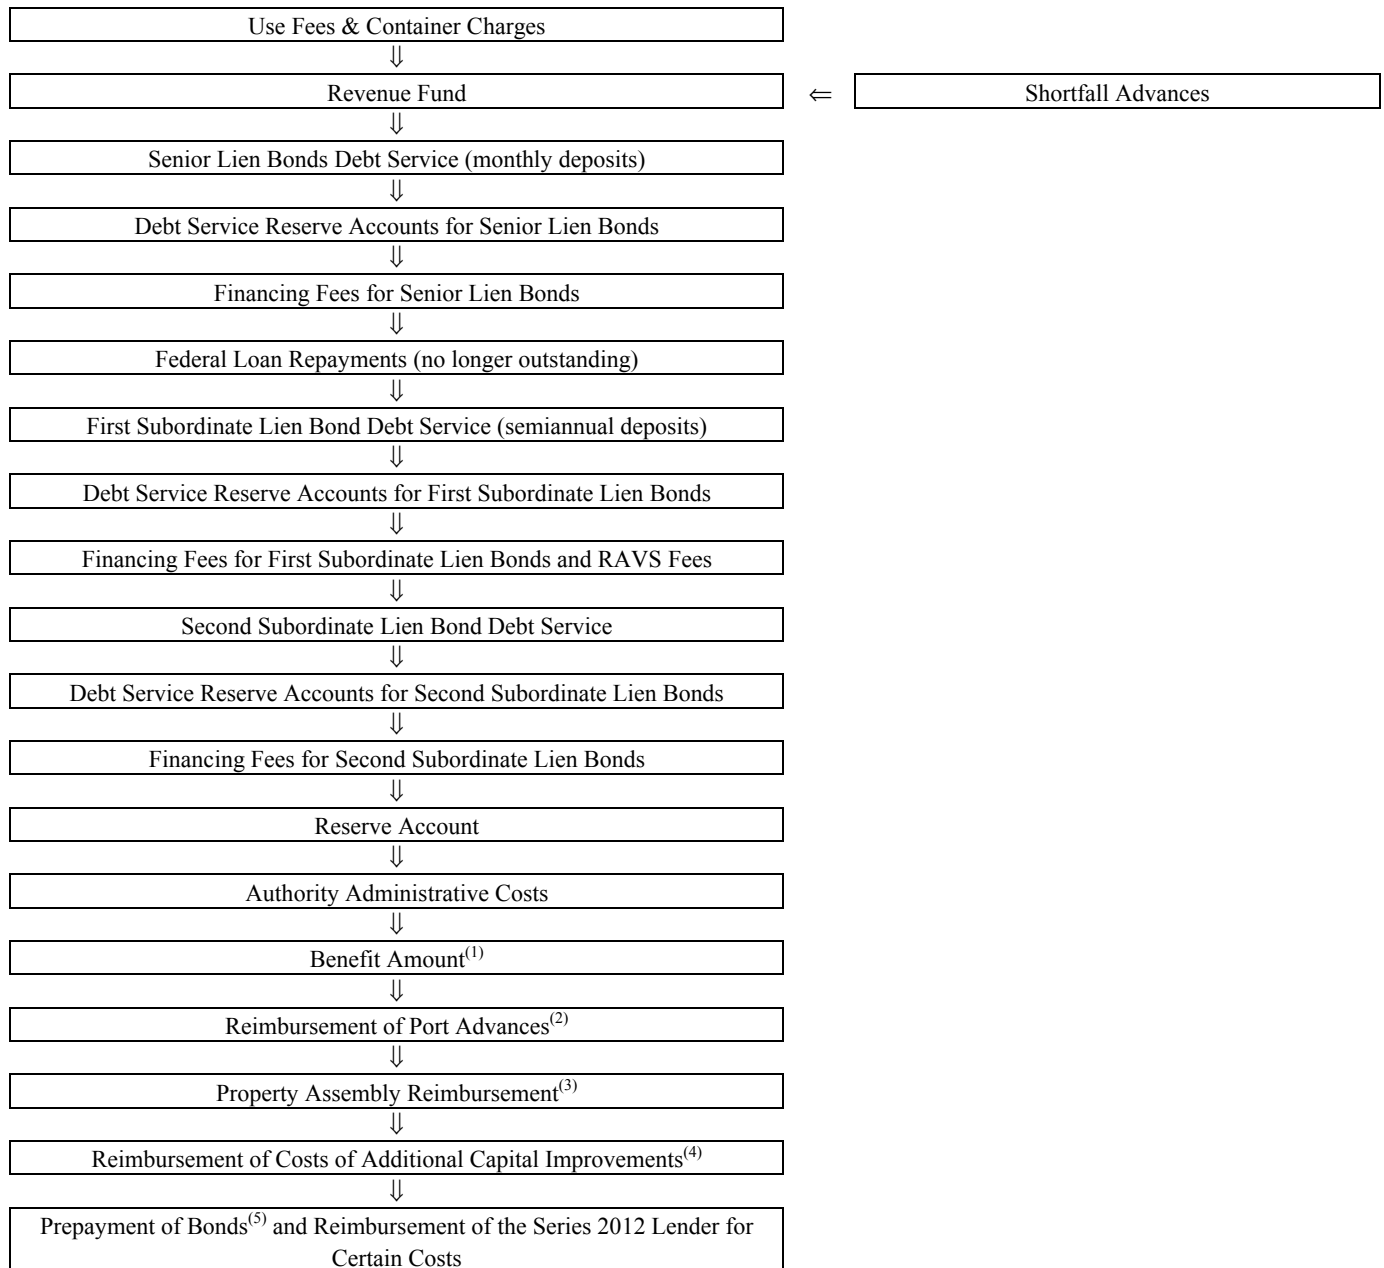 Use Fees & Container Charges
⇓
Revenue Fund ⇐ Shortfall Advances
⇓
Senior Lien Bonds Debt Service (monthly deposits)
⇓
Debt Service Reserve Accounts for Senior Lien Bonds
⇓
Financing Fees for Senior Lien Bonds
⇓
Federal Loan Repayments (no longer outstanding)
⇓
First Subordinate Lien Bond Debt Service (semiannual deposits)
⇓
Debt Service Reserve Accounts for First Subordinate Lien Bonds
⇓
Financing Fees for First Subordinate Lien Bonds and RAVS Fees
⇓
Second Subordinate Lien Bond Debt Service
⇓
Debt Service Reserve Accounts for Second Subordinate Lien Bonds
⇓
Financing Fees for Second Subordinate Lien Bonds
⇓
Reserve Account
⇓
Authority Administrative Costs
⇓
Benefit Amount(1)
⇓
Reimbursement of Port Advances(2)
⇓
Property Assembly Reimbursement(3)
⇓
Reimbursement of Costs of Additional Capital Improvements(4)
⇓
Prepayment of Bonds(5) and Reimbursement of the Series 2012 Lender for
Certain Costs